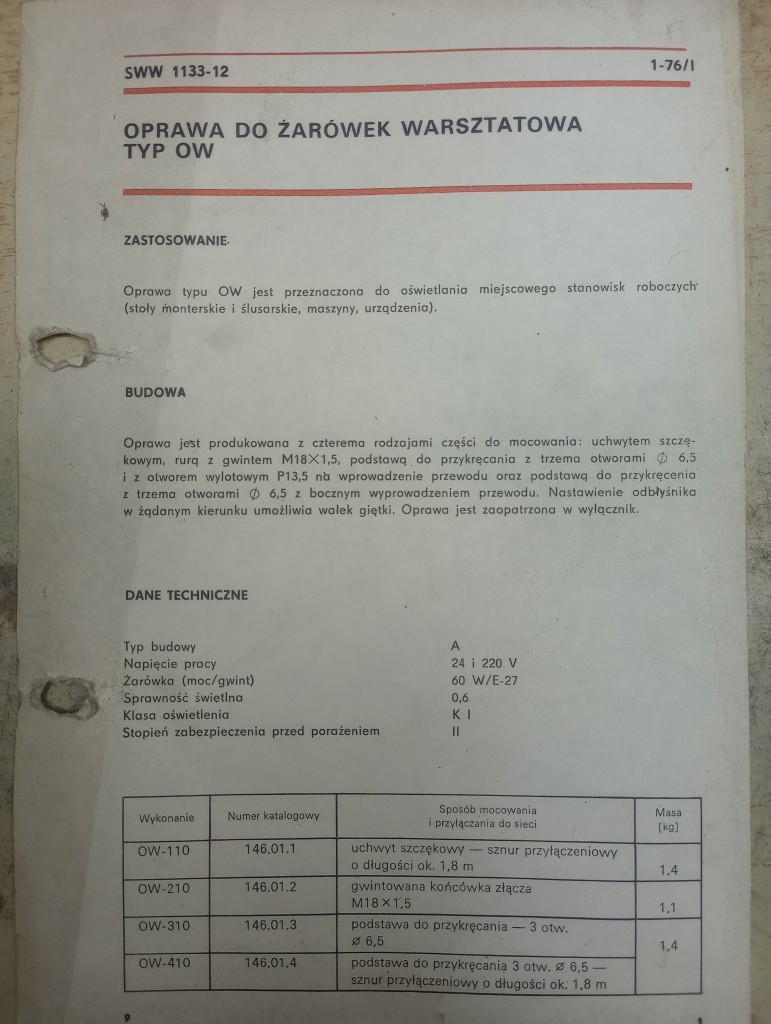 SWW 1133-12 1-76/I
OPRAWA DO ŻARÓWEK WARSZTATOWA
TYP OW
ZASTOSOWANIE
Oprawa typu OW jest przeznaczona do oświetlania miejscowego stanowisk roboczych
(stoły monterskie i ślusarskie, maszyny, urządzenia).
BUDOWA
Oprawa jest produkowana z czterema rodzajami części do mocowania: uchwytem szczę-
kowym, rurą z gwintem M18×1,5, podstawą do przykręcania z trzema otworami ∅ 6,5
i z otworem wylotowym P13,5 na wprowadzenie przewodu oraz podstawą do przykręcenia
z trzema otworami ∅ 6,5 z bocznym wyprowadzeniem przewodu. Nastawienie odbłyśnika
w żądanym kierunku umożliwia wałek giętki. Oprawa jest zaopatrzona w wyłącznik.
DANE TECHNICZNE
Typ budowy A
Napięcie pracy 24 i 220 V
Żarówka (moc/gwint) 60 W/E-27
Sprawność świetlna 0,6
Klasa oświetlenia K I
Stopień zabezpieczenia przed porażeniem II
Wykonanie Numer katalogowy Sposób mocowania i przyłączania do sieci Masa [kg]
OW-110 146.01.1 uchwyt szczękowy — sznur przyłączeniowy
o długości ok. 1,8 m 1,4
OW-210 146.01.2 gwintowana końcówka złącza
M18×1,5 1,1
OW-310 146.01.3 podstawa do przykręcania — 3 otw.
∅ 6,5 1,4
OW-410 146.01.4 podstawa do przykręcania 3 otw. ∅ 6,5 —
sznur przyłączeniowy o długości ok. 1,8 m
9 1